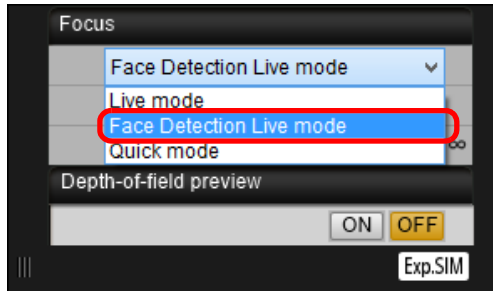 Focus
Face Detection Live mode
Live mode
Face Detection Live mode
Quick mode
∞
Depth-of-field preview
ON OFF
Exp.SIM